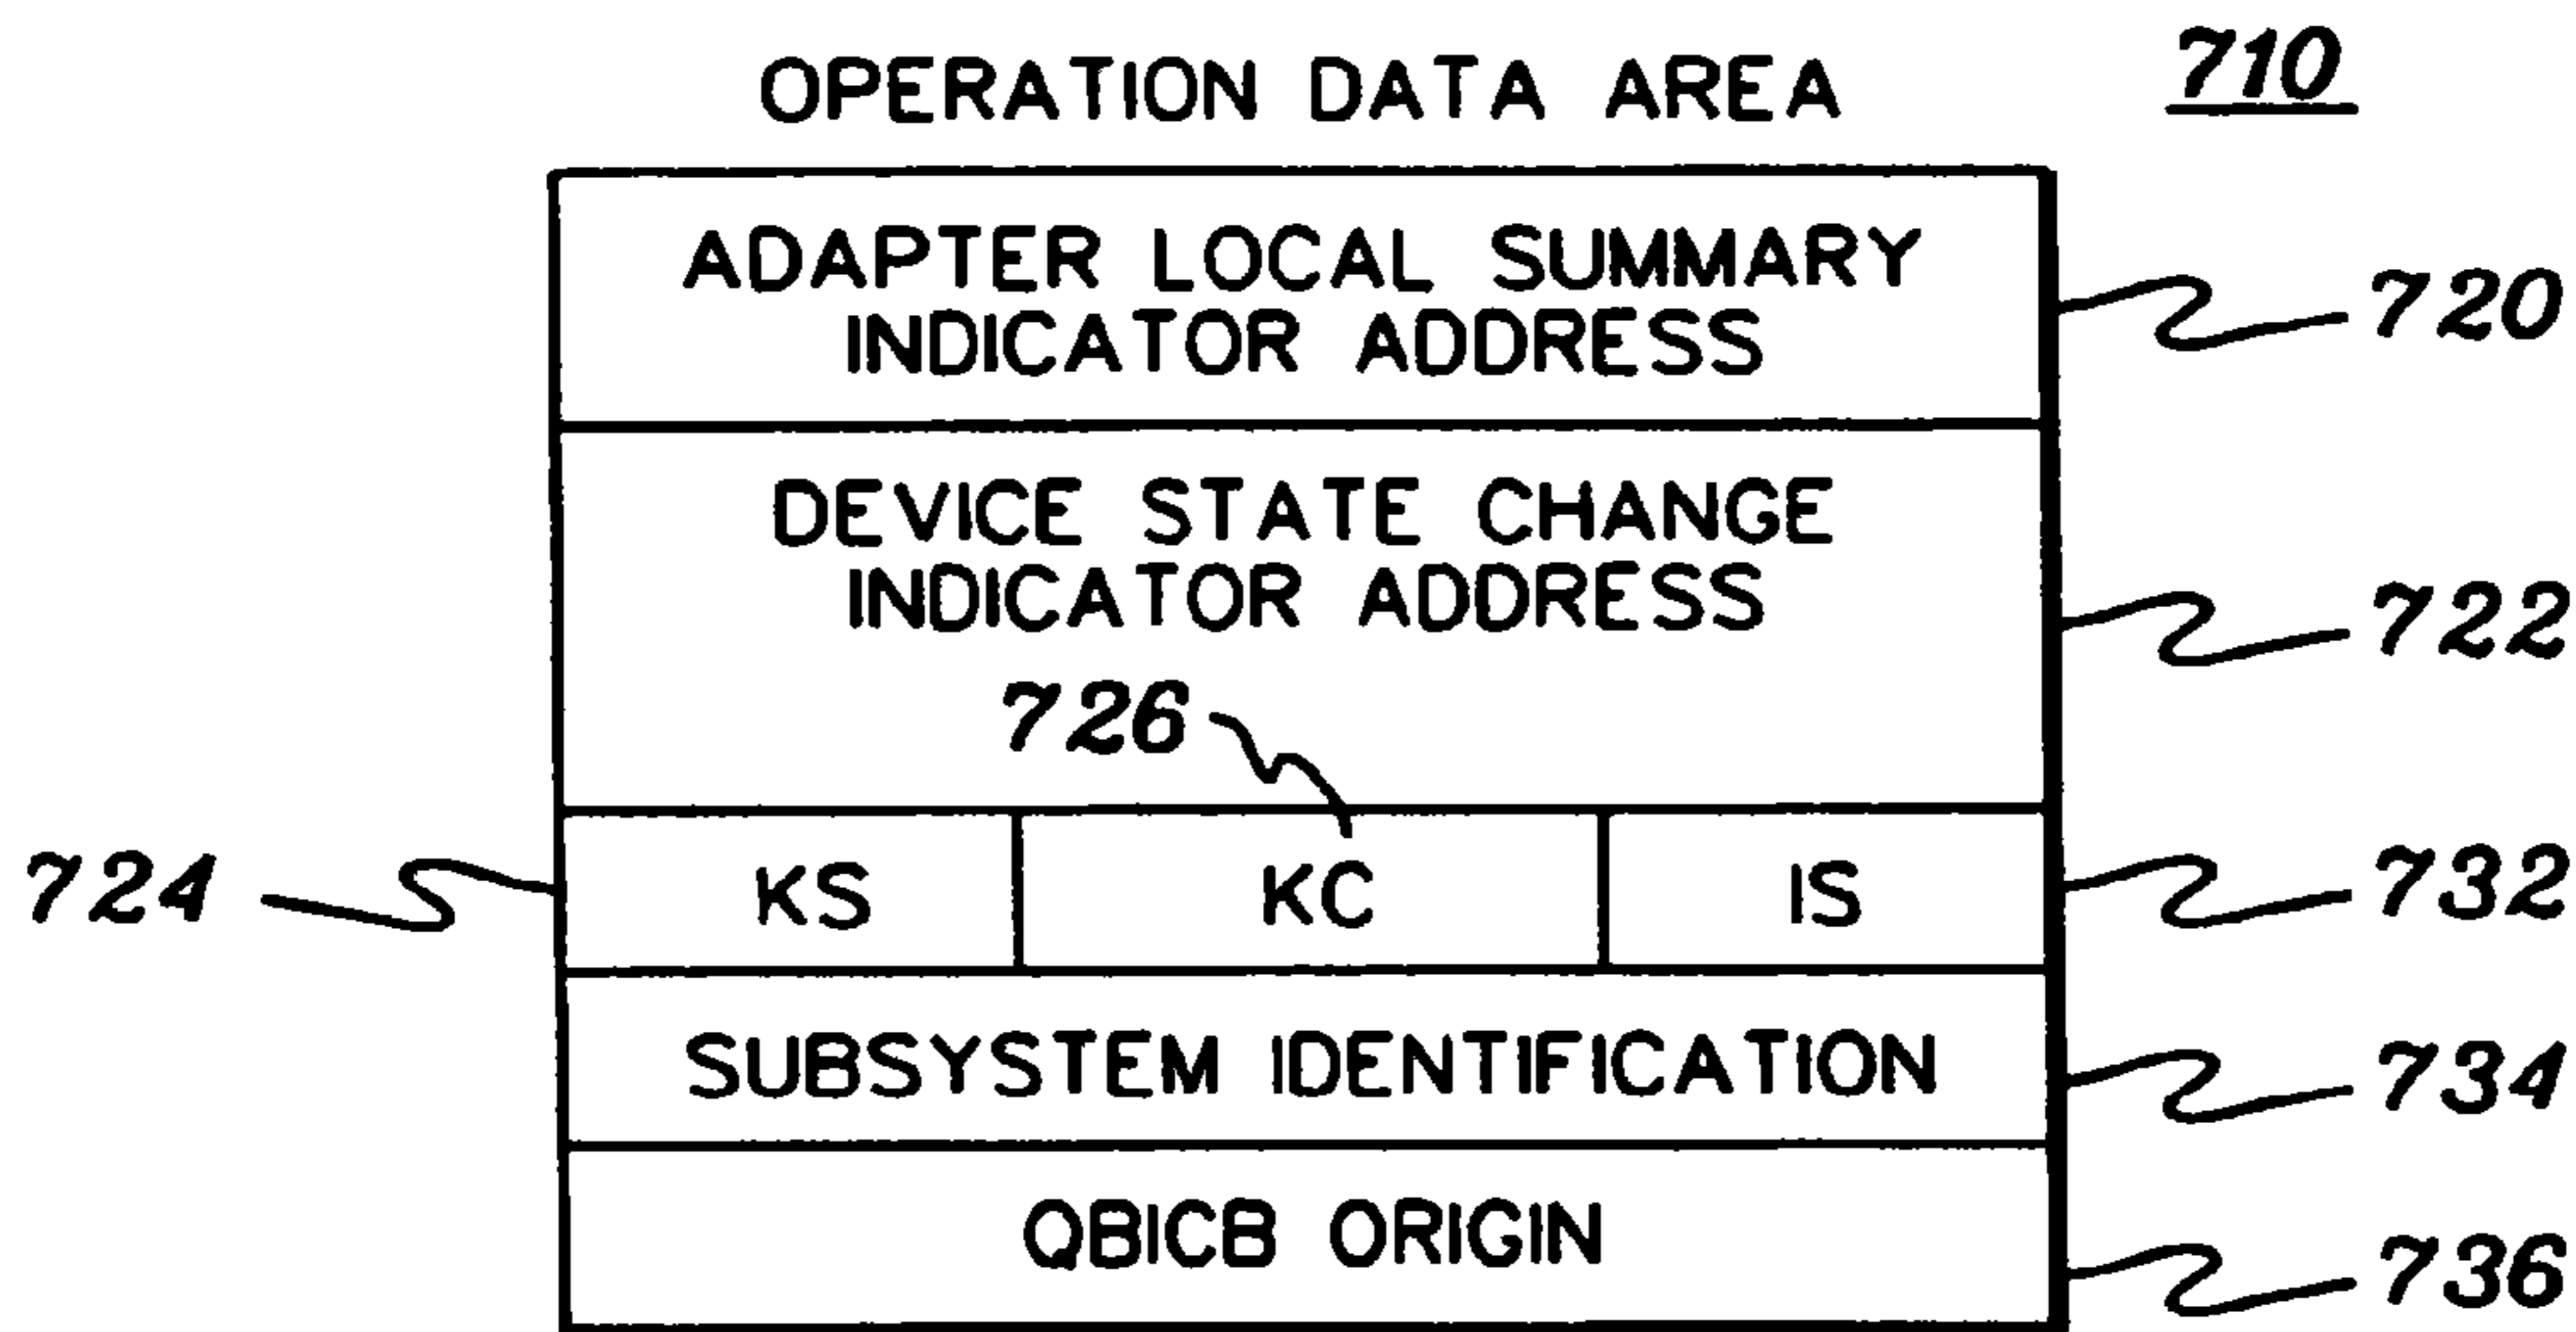 OPERATION DATA AREA 710
ADAPTER LOCAL SUMMARY
INDICATOR ADDRESS
720
DEVICE STATE CHANGE
INDICATOR ADDRESS
722
726
724 KS KC IS 732
SUBSYSTEM IDENTIFICATION 734
QBICB ORIGIN 736